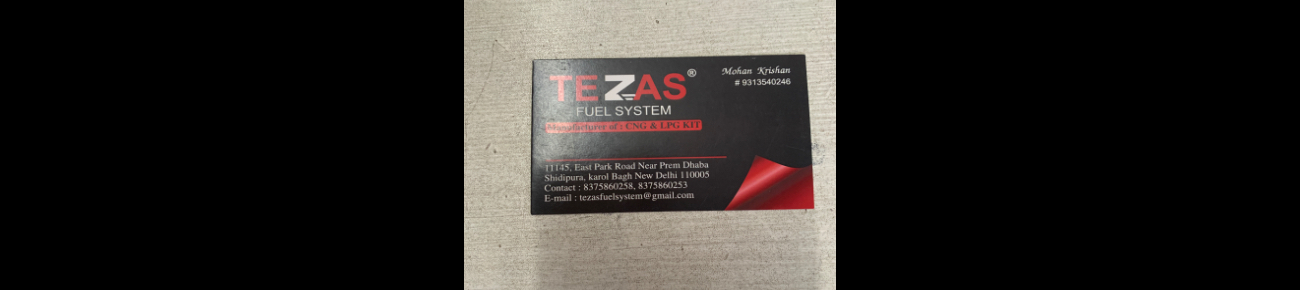 TEZAS®
Mohan Krishan
# 9313540246
FUEL SYSTEM
Manufacturer of : CNG & LPG KIT
11145, East Park Road Near Prem Dhaba
Shidipura, karol Bagh New Delhi 110005
Contact : 8375860258, 8375860253
E-mail : tezasfuelsystem@gmail.com